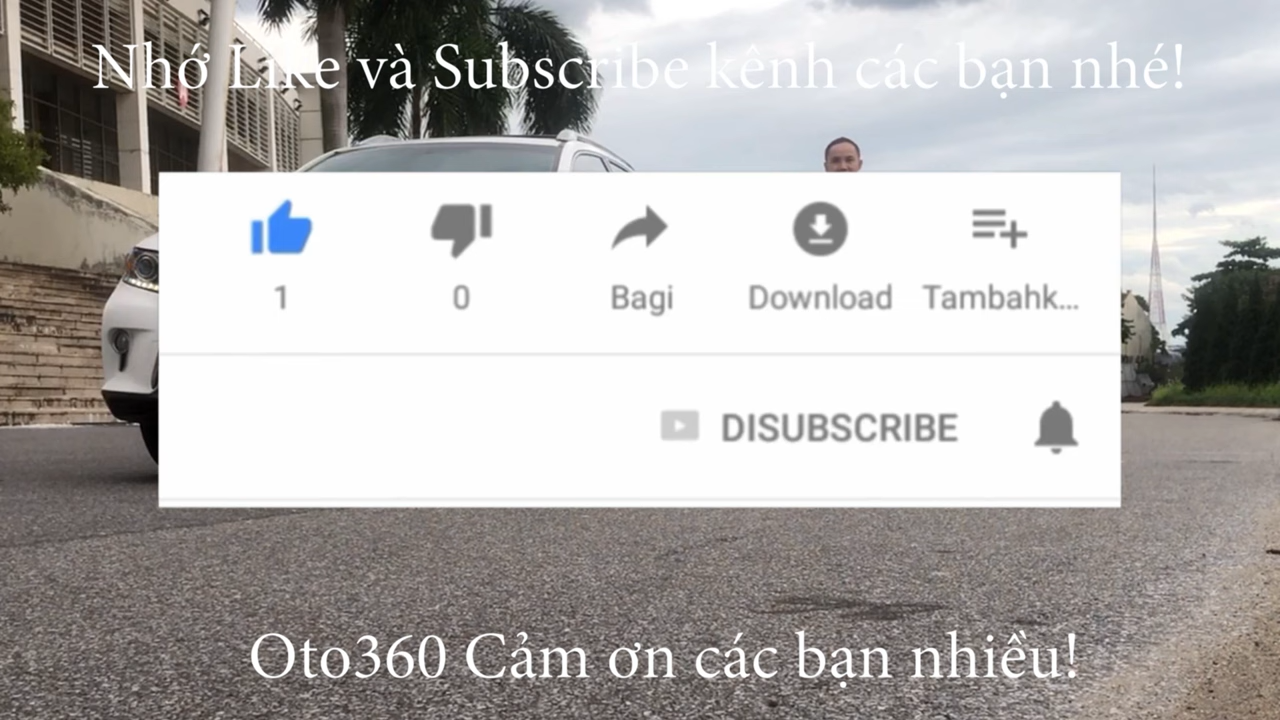 Nhớ Like và Subscribe kênh các bạn nhé!
1 0 Bagi Download Tambahk...
DISUBSCRIBE
Oto360 Cảm ơn các bạn nhiều!